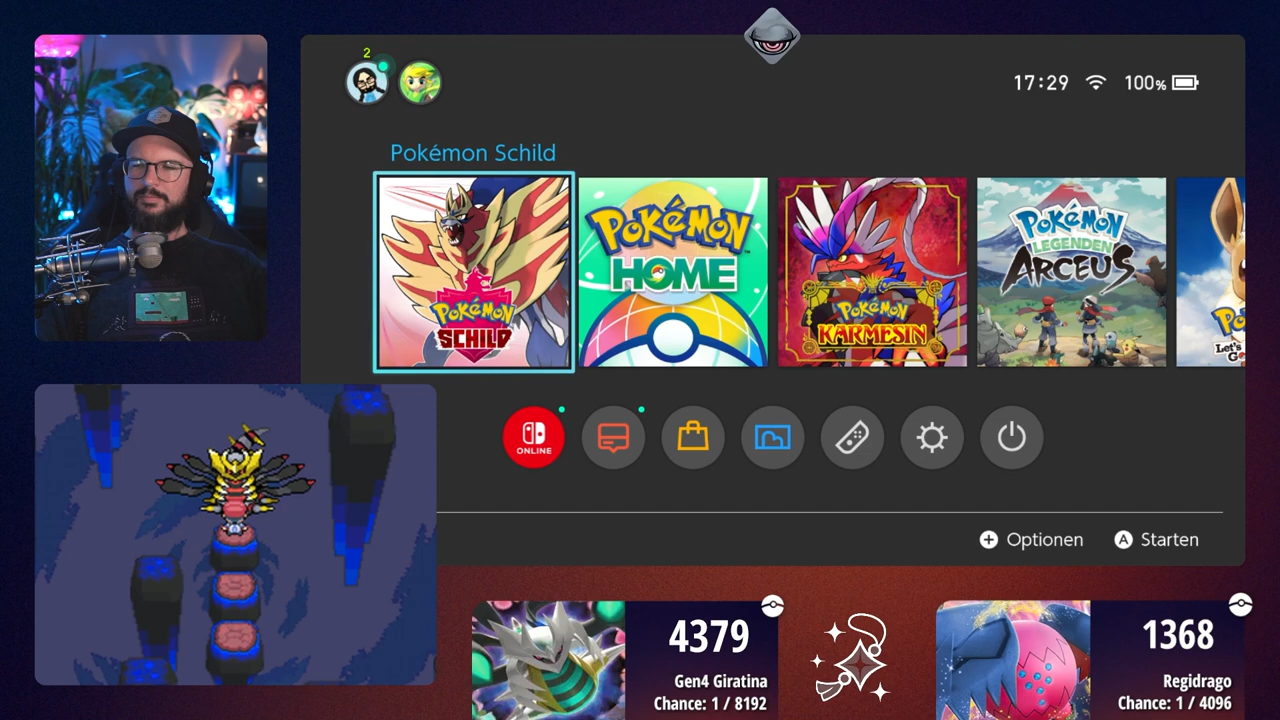 2
17:29
100%
Pokémon Schild
POKÉMON
SCHILD
POKÉMON
HOME
POKÉMON
KARMESIN
POKÉMON
LEGENDEN
ARCEUS
Let's
ONLINE
Optionen
A Starten
4379
Gen4 Giratina
Chance: 1 / 8192
1368
Regidrago
Chance: 1 / 4096